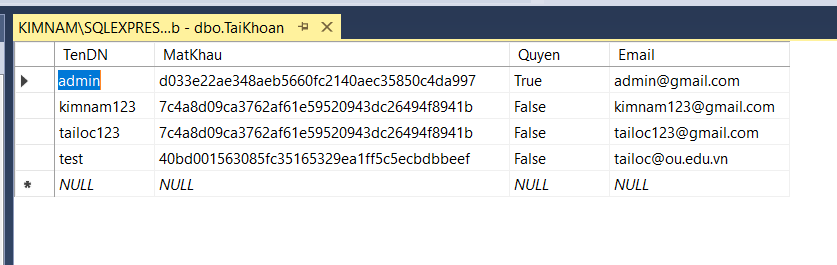 KIMNAM\SQLEXPRES...b - dbo.TaiKhoan
TenDN MatKhau Quyen Email
admin d033e22ae348aeb5660fc2140aec35850c4da997 True admin@gmail.com
kimnam123 7c4a8d09ca3762af61e59520943dc26494f8941b False kimnam123@gmail.com
tailoc123 7c4a8d09ca3762af61e59520943dc26494f8941b False tailoc123@gmail.com
test 40bd001563085fc35165329ea1ff5c5ecbdbbeef False tailoc@ou.edu.vn
NULL NULL NULL NULL